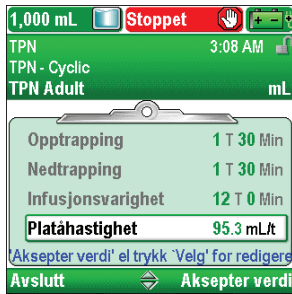 1,000 mL Stoppet
TPN 3:08 AM
TPN - Cyclic
TPN Adult mL
Opptrapping 1 T 30 Min
Nedtrapping 1 T 30 Min
Infusjonsvarighet 12 T 0 Min
Platåhastighet 95.3 mL/t
'Aksepter verdi' el trykk `Velg' for redigere
Avslutt Aksepter verdi